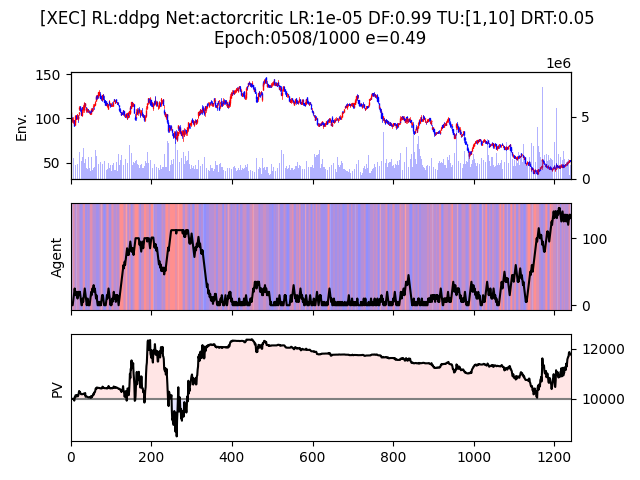 [XEC] RL:ddpg Net:actorcritic LR:1e-05 DF:0.99 TU:[1,10] DRT:0.05
Epoch:0508/1000 e=0.49
1e6
150
100
50
Env.
5
0
Agent
100
0
PV
12000
10000
0 200 400 600 800 1000 1200